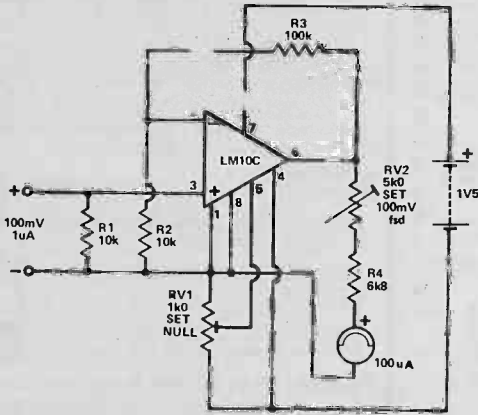 R3
100k
7
LM10C
6
+
3
+
4
5
8
1
+
100mV
1uA
-
R1
10k
R2
10k
RV1
1k0
SET
NULL
RV2
5k0
SET
100mV
fsd
R4
6k8
+
100uA
+
1V5